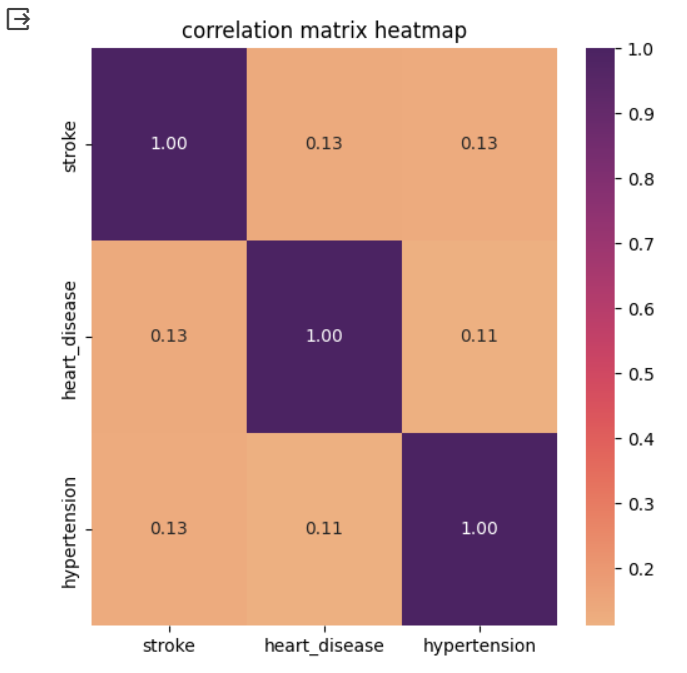 correlation matrix heatmap
stroke
heart_disease
hypertension
1.00 0.13 0.13
0.13 1.00 0.11
0.13 0.11 1.00
stroke heart_disease hypertension
1.0
0.9
0.8
0.7
0.6
0.5
0.4
0.3
0.2